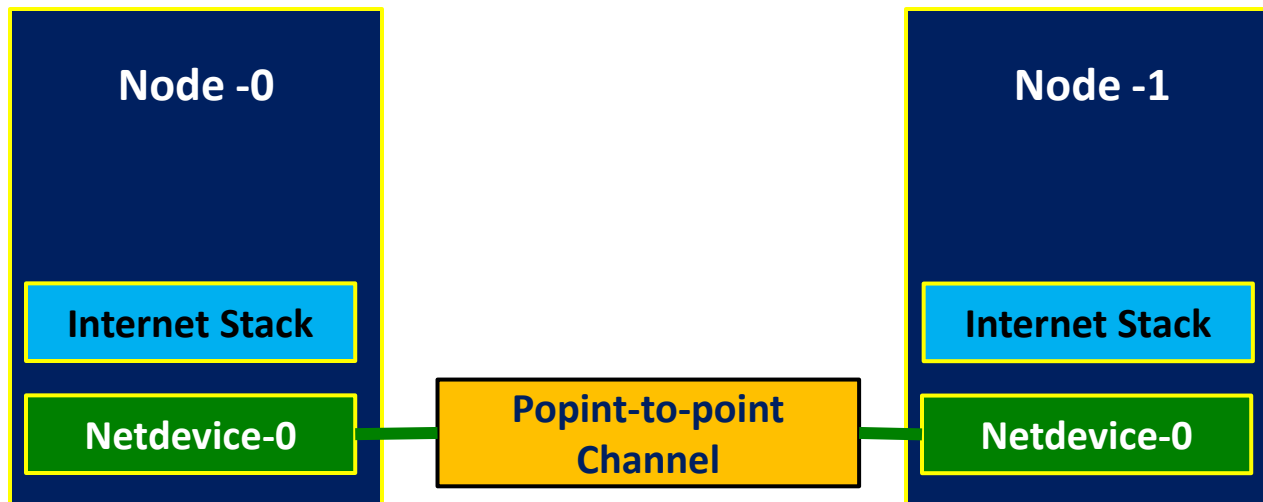 Node -0
Node -1
Internet Stack
Internet Stack
Netdevice-0
Popint-to-point
Channel
Netdevice-0